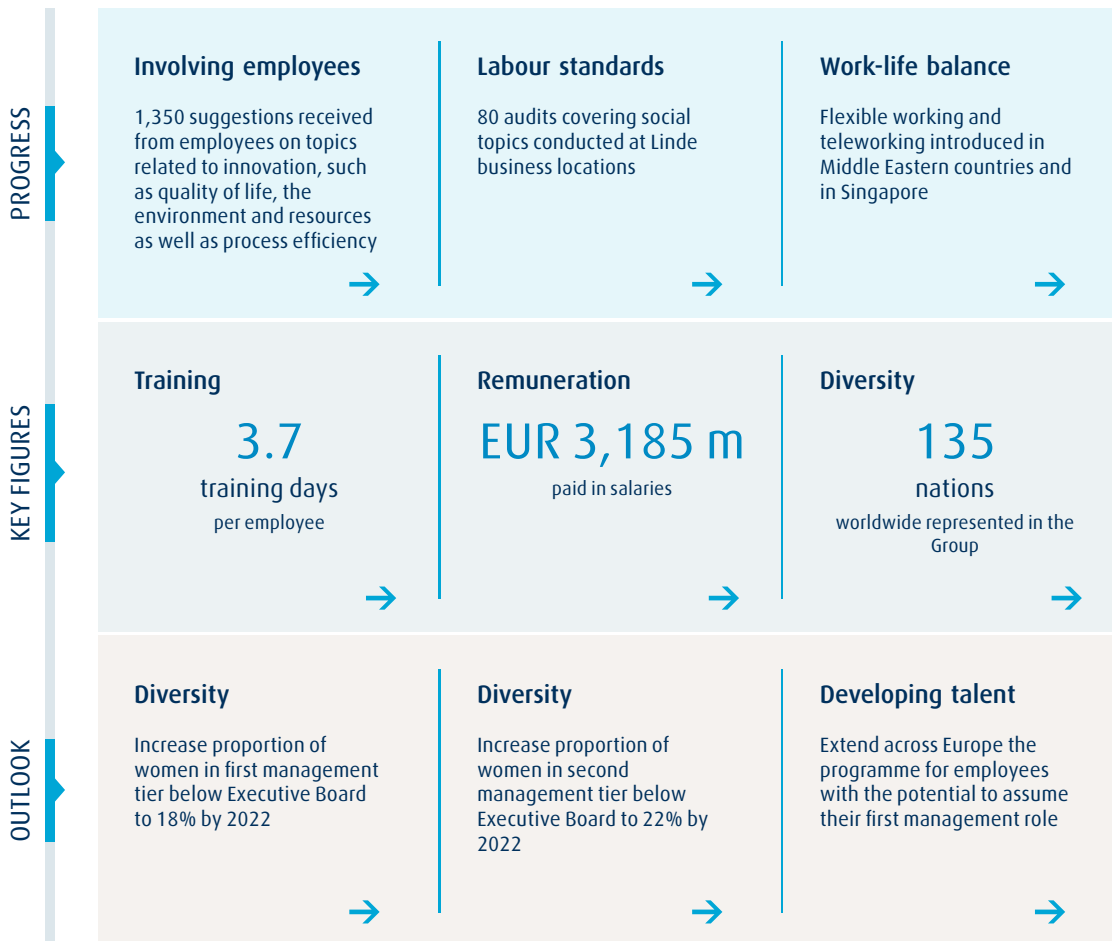 PROGRESS
Involving employees
1,350 suggestions received
from employees on topics
related to innovation, such
as quality of life, the
environment and resources
as well as process efficiency
Labour standards
80 audits covering social
topics conducted at Linde
business locations
Work-life balance
Flexible working and
teleworking introduced in
Middle Eastern countries and
in Singapore
KEY FIGURES
Training
3.7
training days
per employee
Remuneration
EUR 3,185 m
paid in salaries
Diversity
135
nations
worldwide represented in the
Group
OUTLOOK
Diversity
Increase proportion of
women in first management
tier below Executive Board
to 18% by 2022
Diversity
Increase proportion of
women in second
management tier below
Executive Board to 22% by
2022
Developing talent
Extend across Europe the
programme for employees
with the potential to assume
their first management role